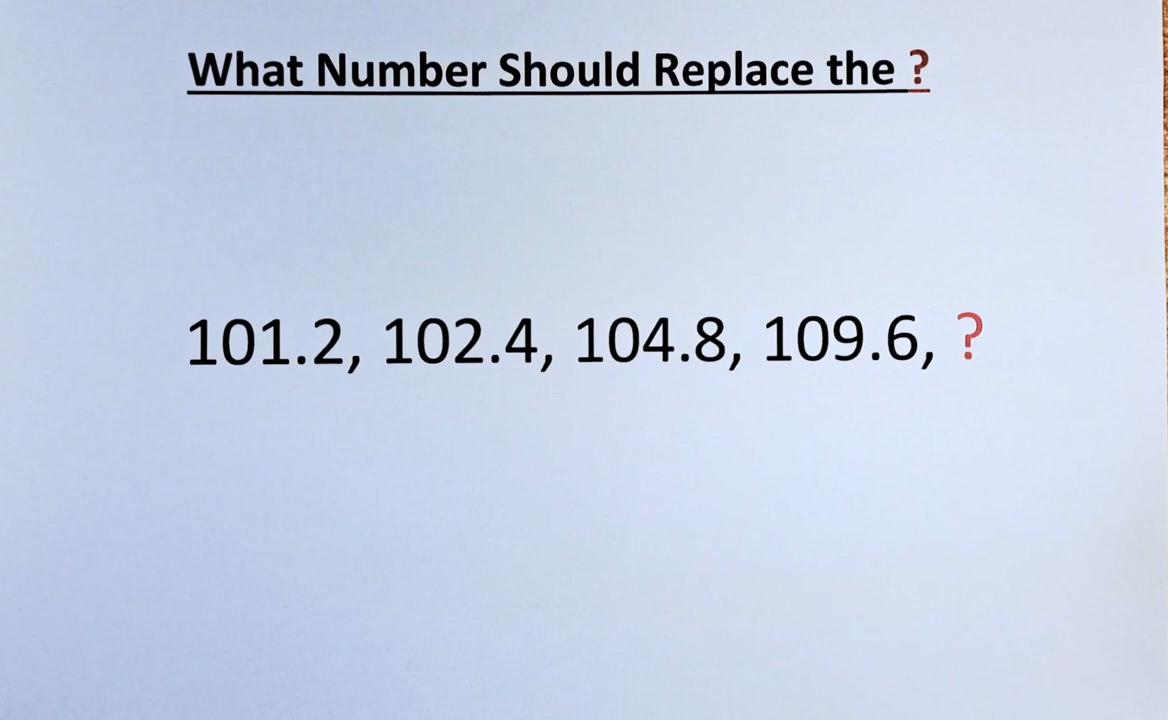 What Number Should Replace the ?
101.2, 102.4, 104.8, 109.6, ?